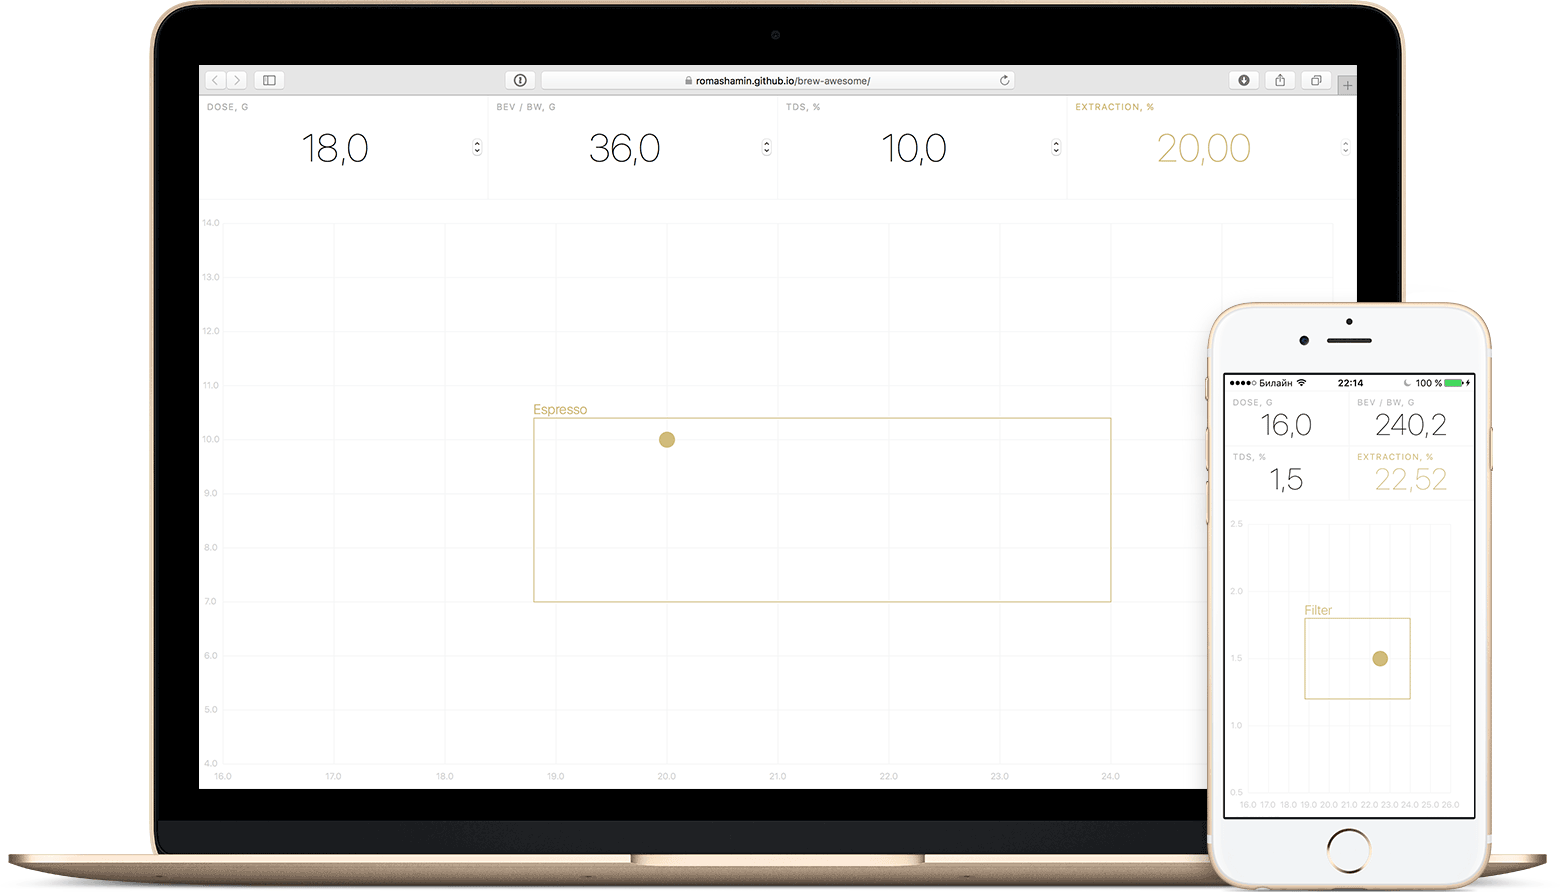 romashamin.github.io/brew-awesome/
DOSE, G
BEV / BW, G
TDS, %
EXTRACTION, %
18,0
36,0
10,0
20,00
14.0
13.0
12.0
11.0
10.0
9.0
8.0
7.0
6.0
5.0
4.0
Espresso
16.0 17.0 18.0 19.0 20.0 21.0 22.0 23.0 24.0
Билайн 22:14 100 %
DOSE, G
BEV / BW, G
16,0
240,2
TDS, %
EXTRACTION, %
1,5
22,52
2.5
2.0
1.5
1.0
0.5
Filter
16.0 17.0 18.0 19.0 20.0 21.0 22.0 23.0 24.0 25.0 26.0